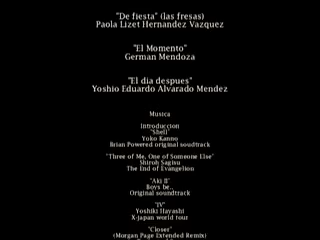 "De fiesta" (las fresas)
Paola Lizet Hernandez Vazquez
"El Momento"
German Mendoza
"El dia despues"
Yoshio Eduardo Alvarado Mendez
Musica
Introduccion
"Shell"
Yoko Kanno
Brian Powered original soudtrack
"Three of Me, One of Someone Else"
Shiroh Sagisu
The End of Evangelion
"Aki II"
Boys be..
Original soundtrack
"IV"
Yoshiki Hayashi
X-japan world tour
"Closer"
(Morgan Page Extended Remix)